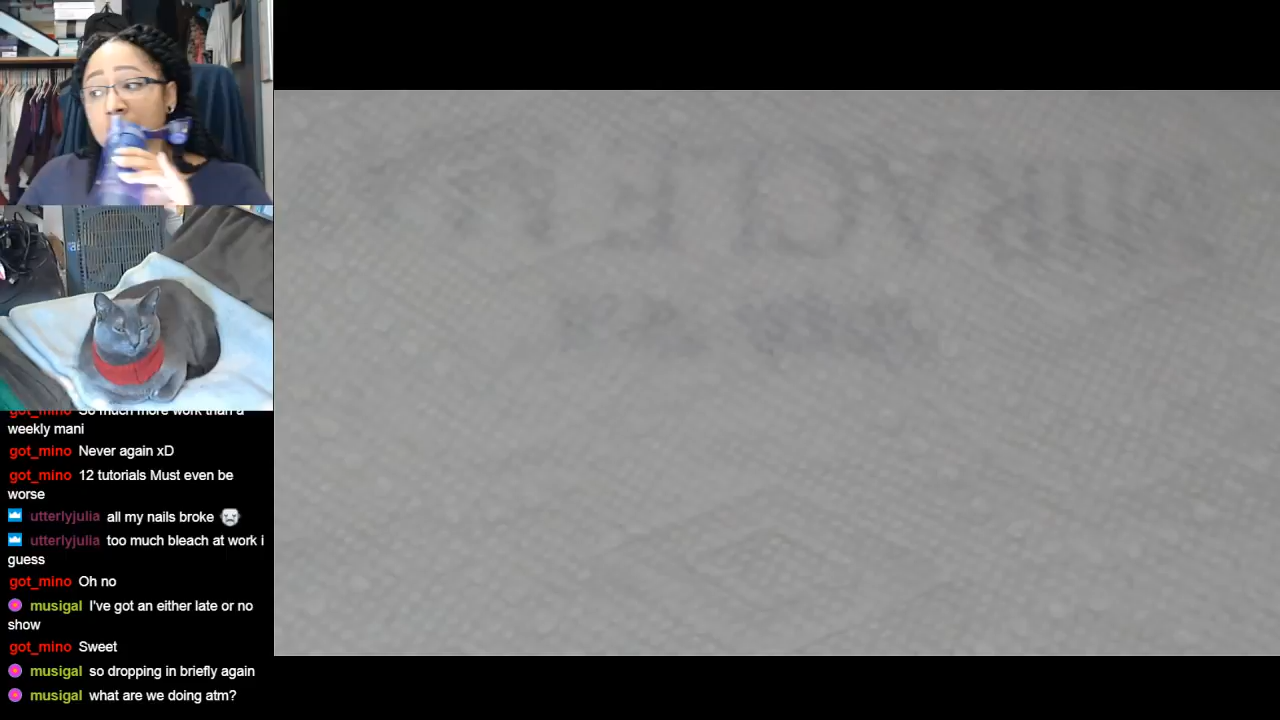 got_mino So much more work than a
weekly mani
got_mino Never again xD
got_mino 12 tutorials Must even be
worse
utterlyjulia all my nails broke
utterlyjulia too much bleach at work i
guess
got_mino Oh no
musigal I've got an either late or no
show
got_mino Sweet
musigal so dropping in briefly again
musigal what are we doing atm?